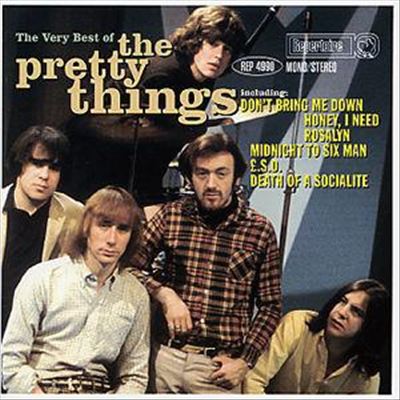 The Very Best of the
pretty
things
Repertoire
REP 4990 MONO/STEREO
including:
DON'T BRING ME DOWN
HONEY, I NEED
ROSALYN
MIDNIGHT TO SIX MAN
£.S.D.
DEATH OF A SOCIALITE